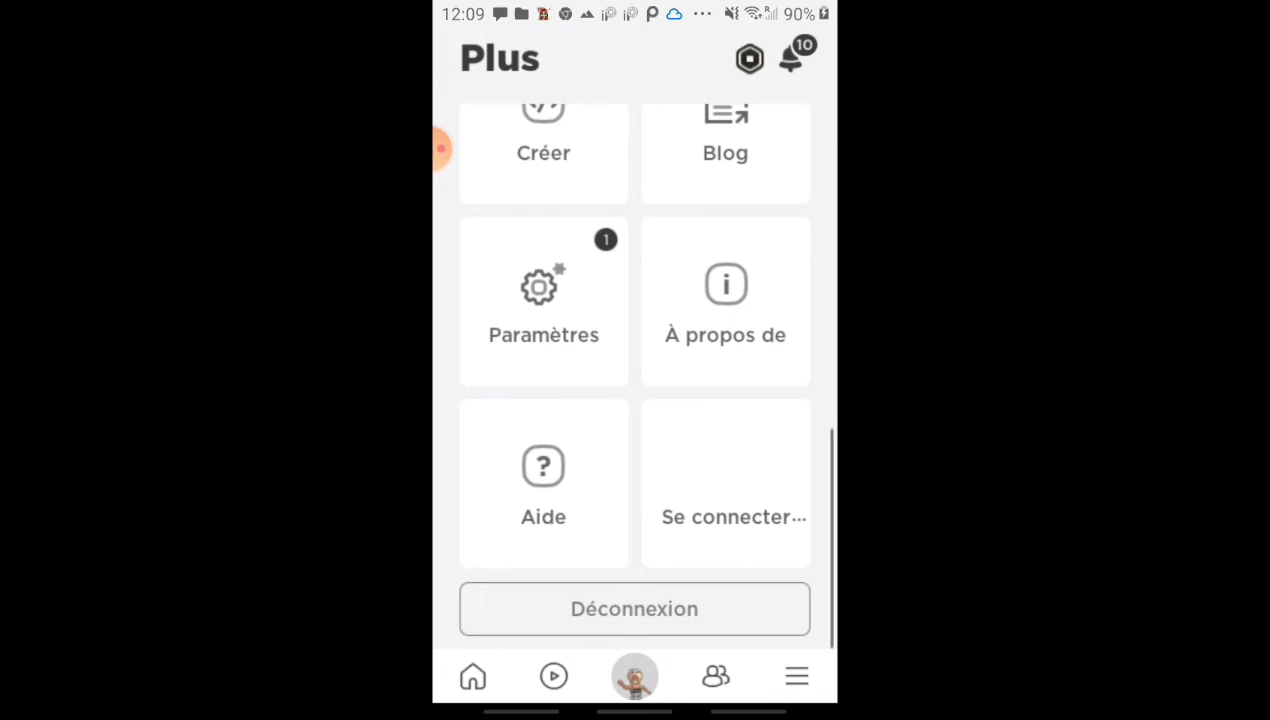 12:09 90%
Plus 10
Créer Blog
1
Paramètres À propos de
Aide Se connecter...
Déconnexion